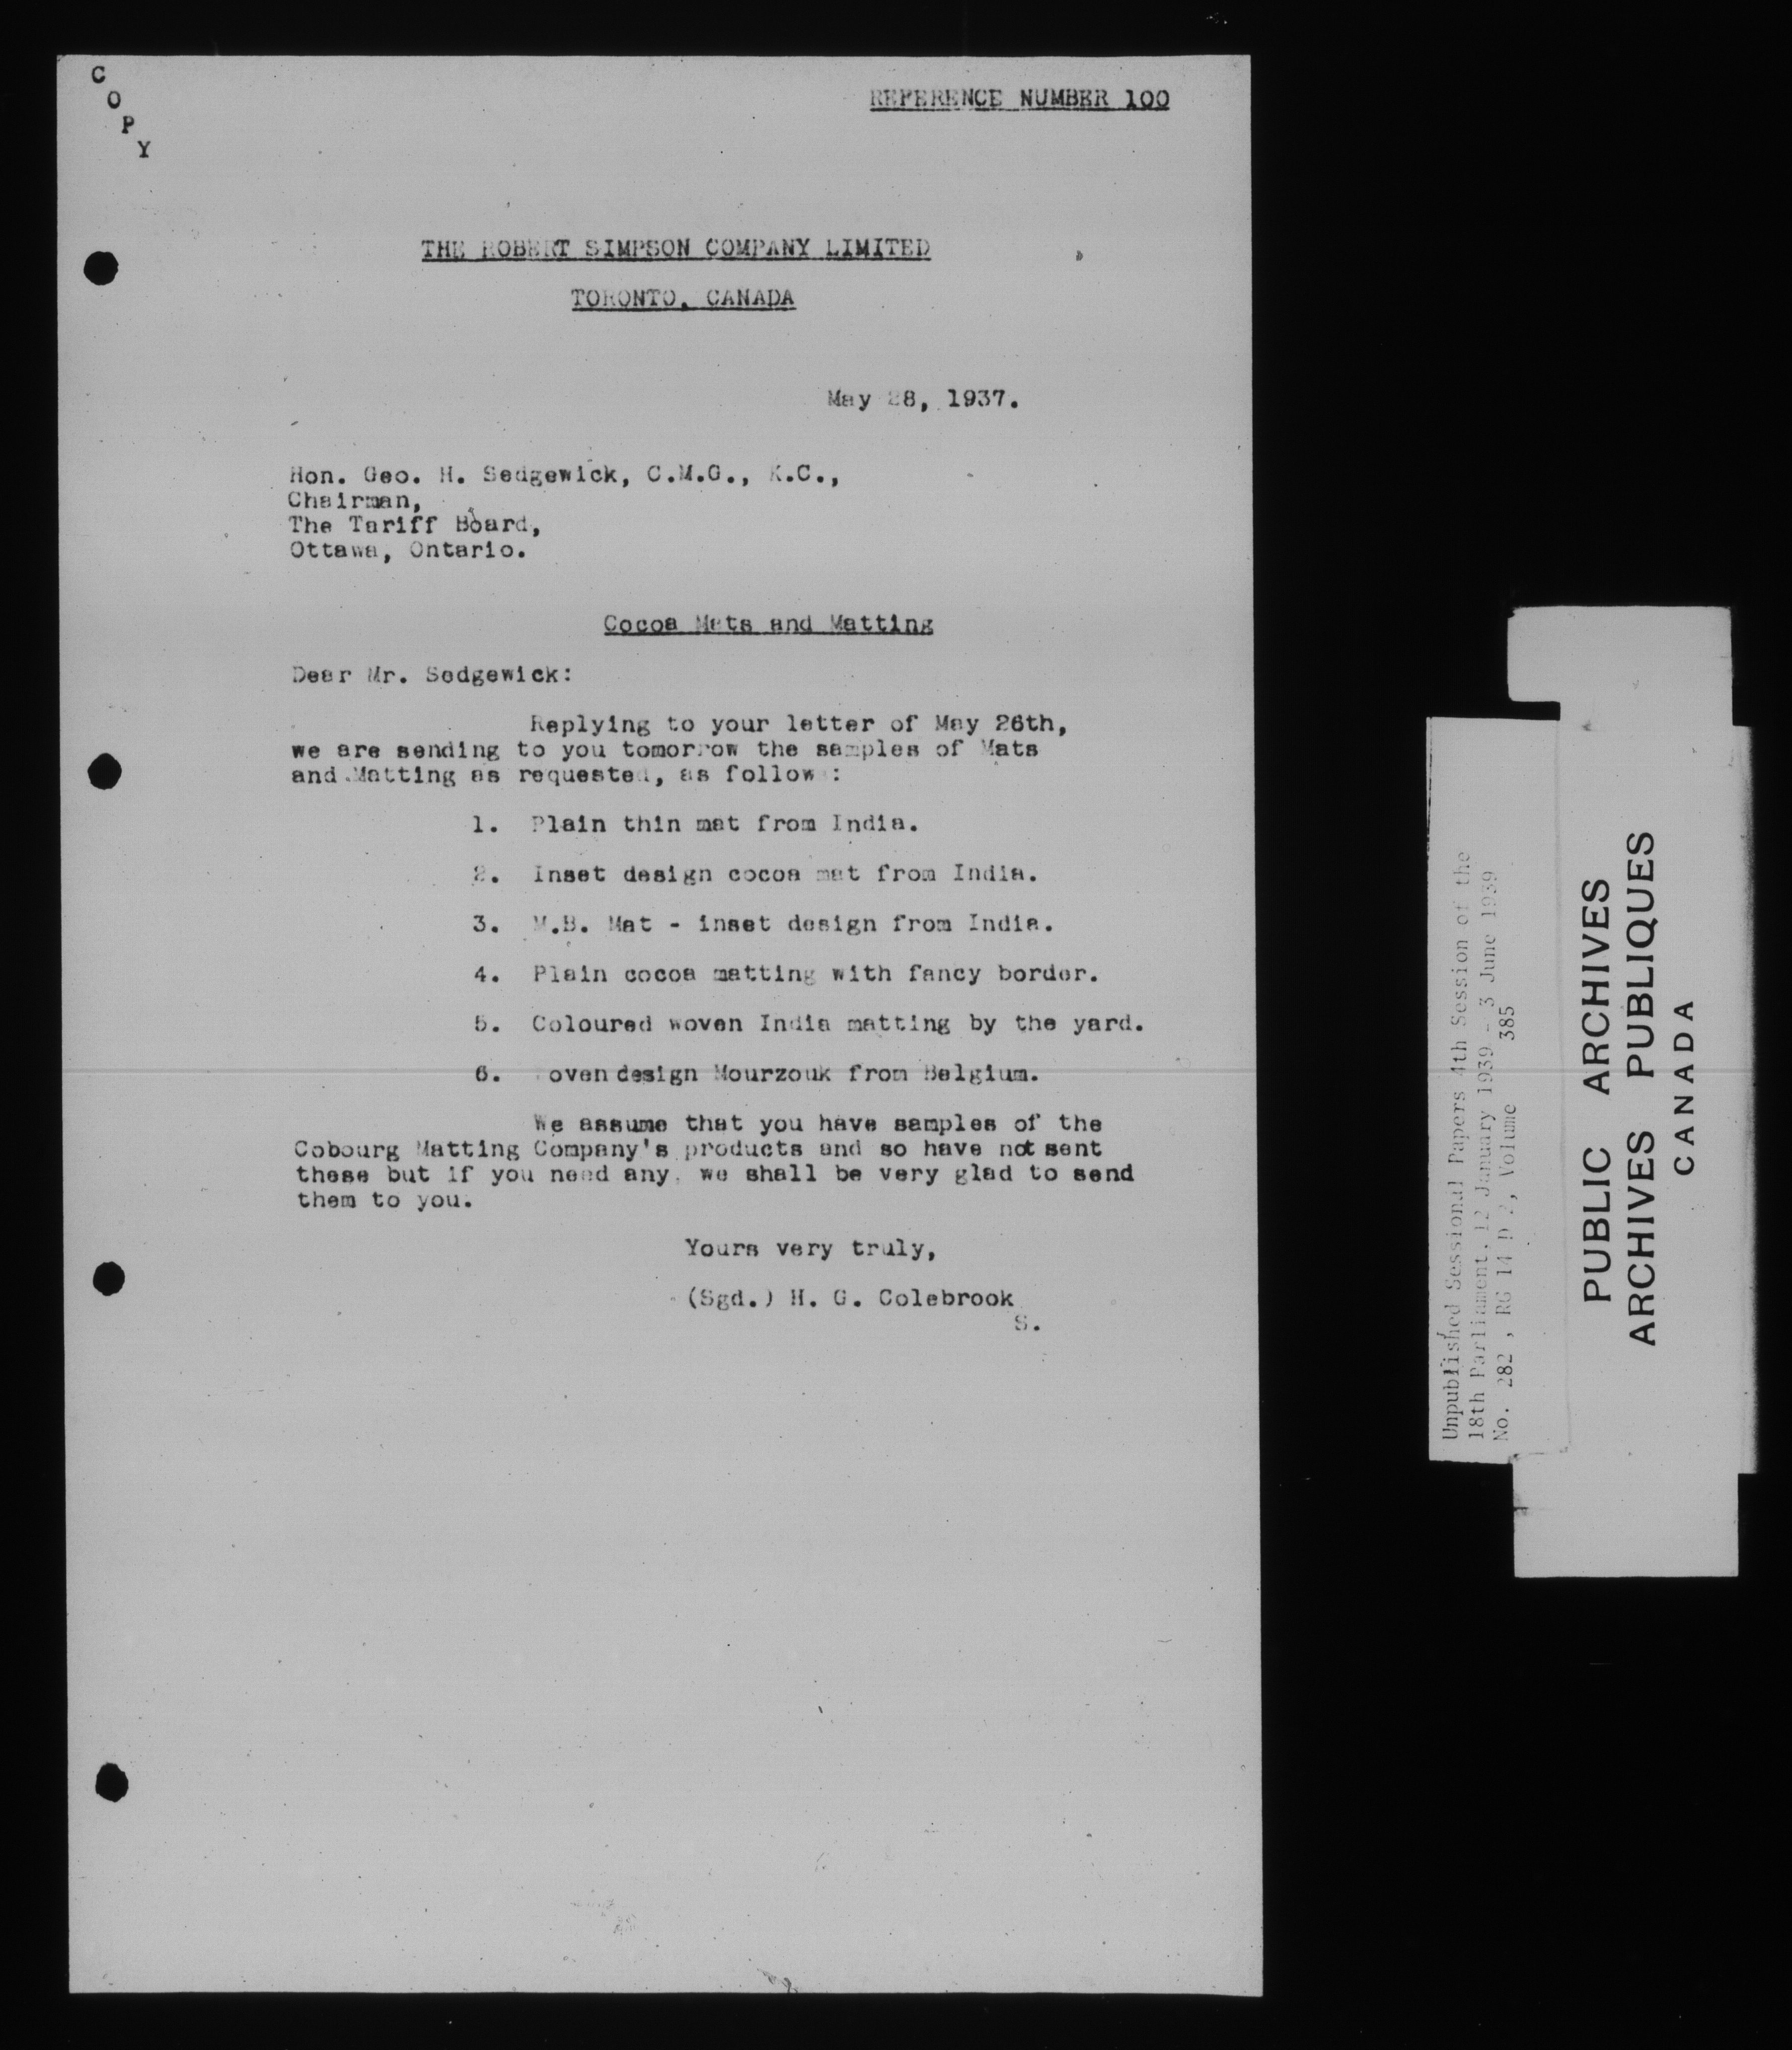 C
O
P
Y
REFERENCE NUMBER 100
THE ROBERT SIMPSON COMPANY LIMITED
TORONTO, CANADA
May 28, 1937.
Hon. Geo. H. Sedgewick, C.M.G., K.C.,
Chairman,
The Tariff Board,
Ottawa, Ontario.
Cocoa Mats and Matting
Dear Mr. Sedgewick:
Replying to your letter of May 26th,
we are sending to you tomorrow the samples of Mats
and Matting as requested, as follows:
1. Plain thin mat from India.
2. Inset design cocoa mat from India.
3. Mat - inset design from India.
4. Plain cocoa matting with fancy border.
5. Coloured woven India matting by the yard.
6. Woven design Mourzouk from Belgium.
We assume that you have samples of the
Cobourg Matting Company's products and so have not sent
these but if you need any, we shall be very glad to send
them to you.
Yours very truly,
(Sgd.) H. G. Colebrook
S.
Unpublished Sessional Papers 4th Session of the
18th Parliament, 12 January 1939 - 3 June 1939
No. 282 , RG 14 D 2, Volume 385
PUBLIC ARCHIVES
ARCHIVES PUBLIQUES
CANADA